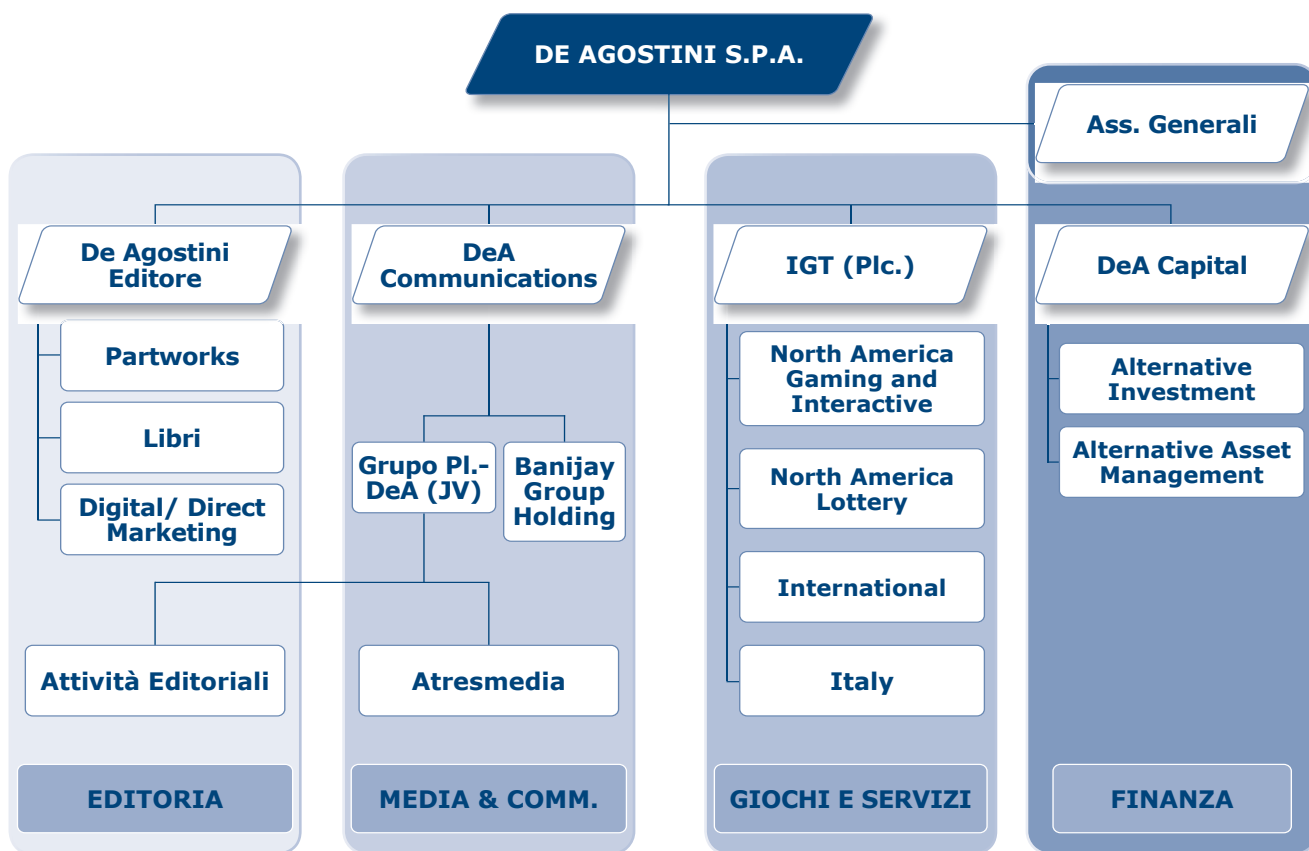 DE AGOSTINI S.P.A.
Ass. Generali
De Agostini
Editore
DeA
Communications
IGT (Plc.)
DeA Capital
Partworks
Libri
Digital/ Direct
Marketing
Grupo Pl.-
DeA (JV)
Banijay
Group
Holding
North America
Gaming and
Interactive
North America
Lottery
International
Italy
Alternative
Investment
Alternative Asset
Management
Attività Editoriali
Atresmedia
EDITORIA
MEDIA & COMM.
GIOCHI E SERVIZI
FINANZA